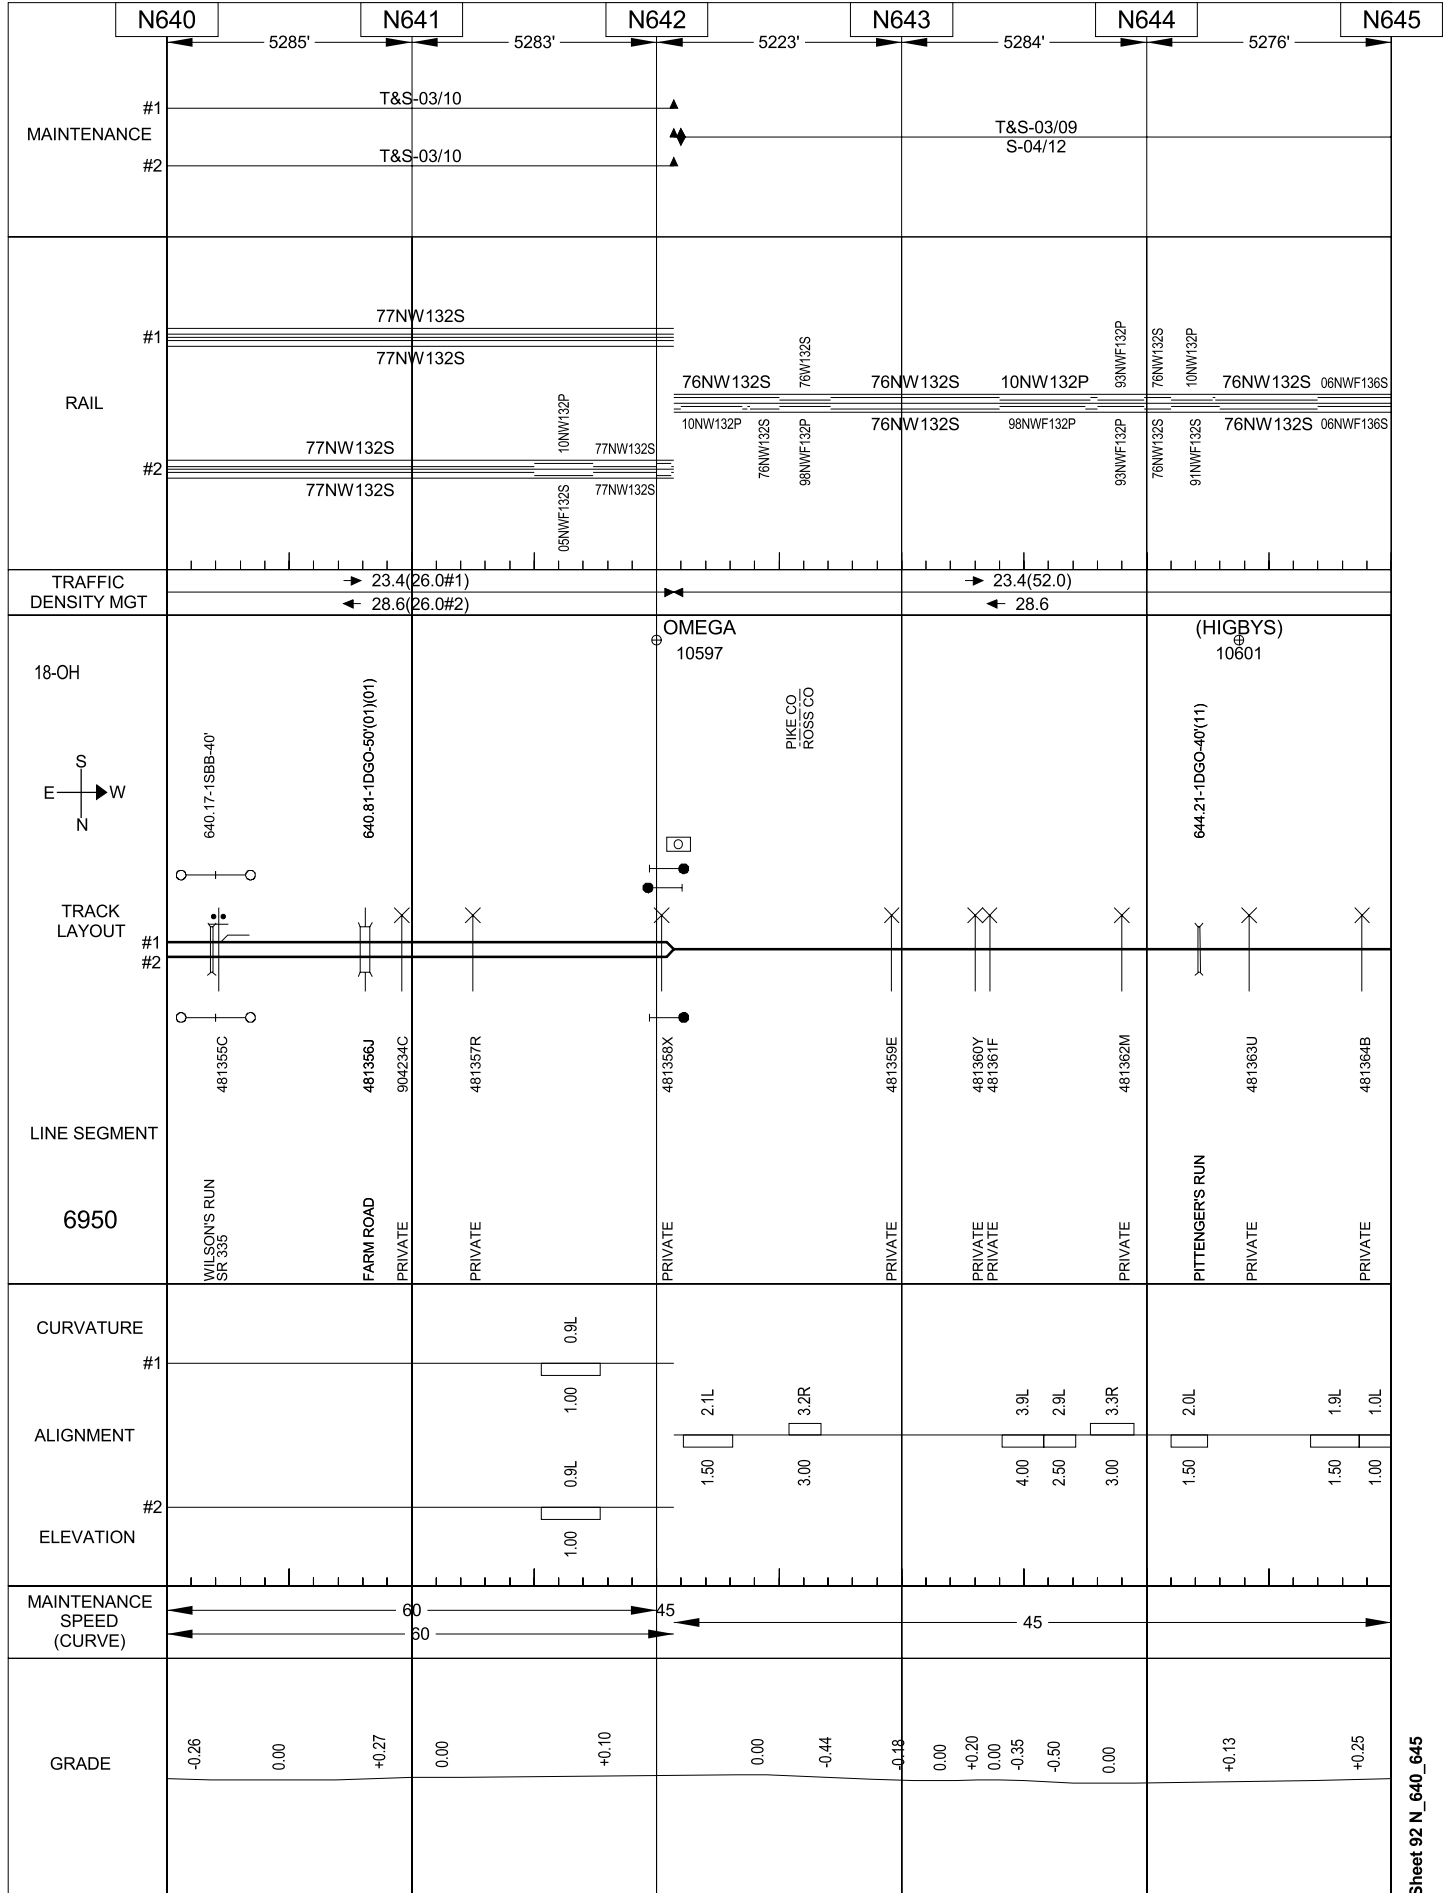 N640 N641 N642 N643 N644 N645
5285' 5283' 5223' 5284' 5276'
MAINTENANCE
#1 T&S-03/10
#2 T&S-03/10
T&S-03/09
S-04/12
RAIL
#1
77NW132S
77NW132S
#2
77NW132S
77NW132S
10NW132P
05NWF132S
77NW132S
77NW132S
76NW132S
10NW132P
76NW132S
76W132S
98NWF132P
76NW132S
76NW132S
10NW132P
98NWF132P
93NWF132P
93NWF132P
76NW132S
76NW132S
10NW132P
91NWF132S
76NW132S
76NW132S
06NWF136S
06NWF136S
TRAFFIC
DENSITY MGT
23.4(26.0#1)
28.6(26.0#2)
23.4(52.0)
28.6
18-OH
S
E W
N
OMEGA
10597
(HIGBYS)
10601
PIKE CO
ROSS CO
640.17-1SBB-40'
640.81-1DGO-50'(01)(01)
644.21-1DGO-40'(11)
TRACK
LAYOUT
#1
#2
481355C
481356J
904234C
481357R
481358X
481359E
481360Y
481361F
481362M
481363U
481364B
LINE SEGMENT
6950
WILSON'S RUN
SR 335
FARM ROAD
PRIVATE
PRIVATE
PRIVATE
PRIVATE
PRIVATE
PRIVATE
PRIVATE
PITTENGER'S RUN
PRIVATE
PRIVATE
CURVATURE
#1
ALIGNMENT
#2
ELEVATION
0.9L
1.00
0.9L
1.00
2.1L
1.50
3.2R
3.00
3.9L
4.00
2.9L
2.50
3.3R
3.00
2.0L
1.50
1.9L
1.50
1.0L
1.00
MAINTENANCE
SPEED
(CURVE)
60 45
60
45
GRADE
-0.26
0.00
+0.27
0.00
+0.10
0.00
-0.44
-0.18
0.00
+0.20
0.00
-0.35
-0.50
0.00
+0.13
+0.25
Sheet 92 N_640_645